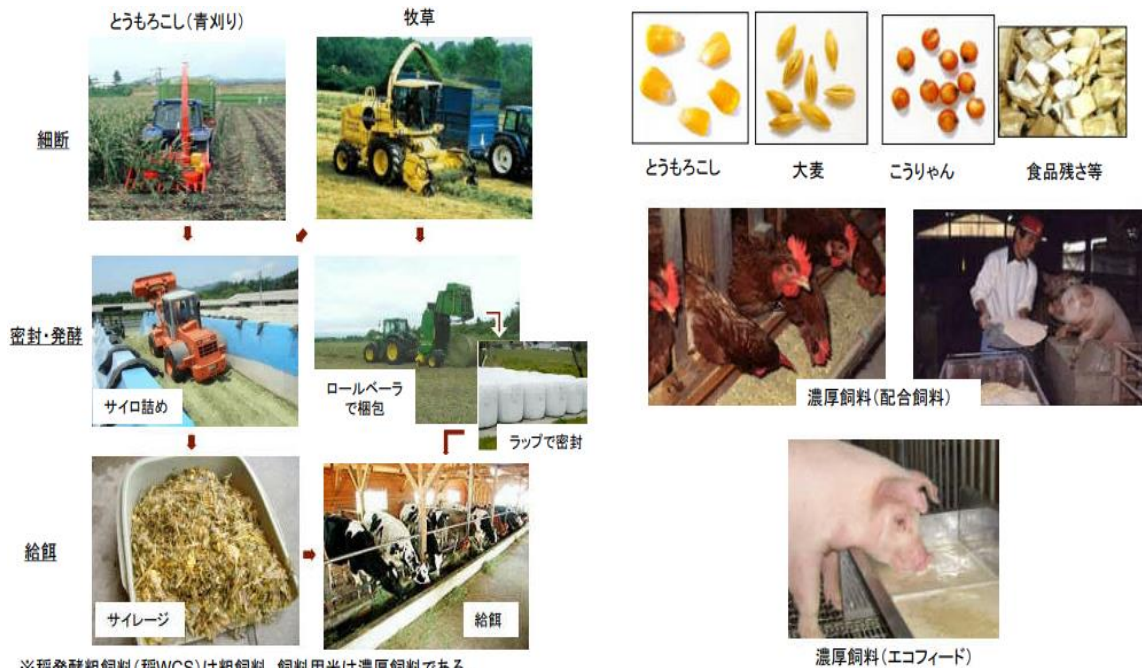 とうもろこし（青刈り）
牧草
細断
密封・発酵
サイロ詰め
ロールベーラ
で梱包
ラップで密封
給餌
サイレージ
給餌
※稲発酵粗飼料（稲WCS）は粗飼料、飼料用米は濃厚飼料である
とうもろこし
大麦
こうりゃん
食品残さ等
濃厚飼料（配合飼料）
濃厚飼料（エコフィード）